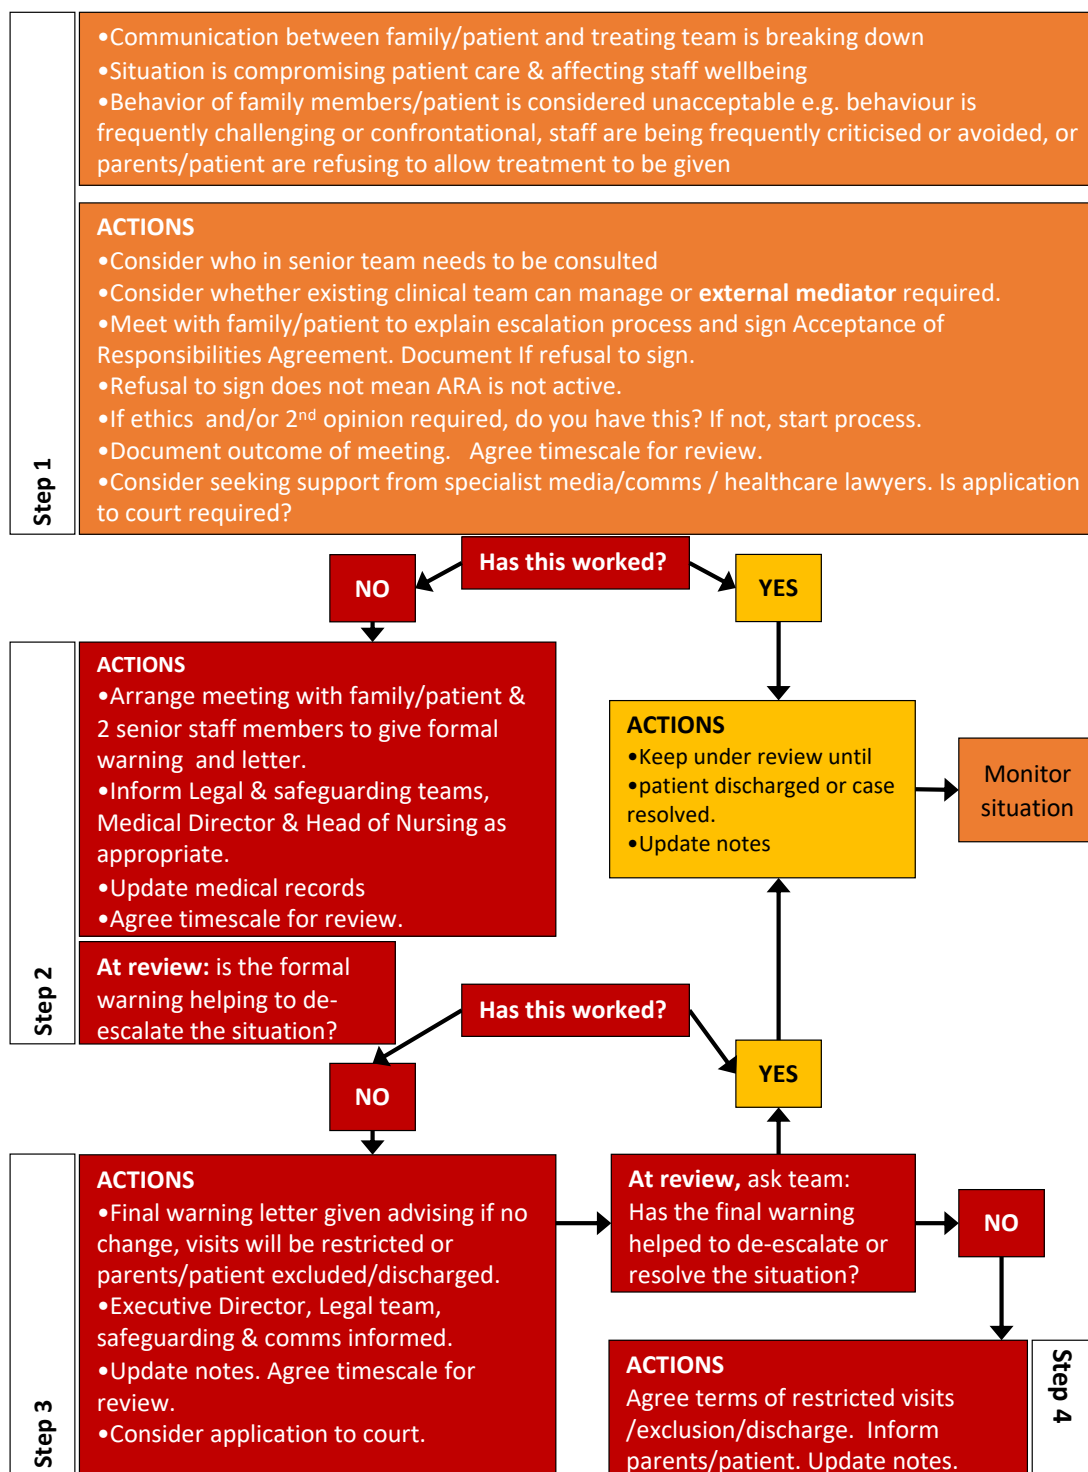 •Communication between family/patient and treating team is breaking down
•Situation is compromising patient care & affecting staff wellbeing
•Behavior of family members/patient is considered unacceptable e.g. behaviour is
frequently challenging or confrontational, staff are being frequently criticised or avoided, or
parents/patient are refusing to allow treatment to be given
Step 1
ACTIONS
•Consider who in senior team needs to be consulted
•Consider whether existing clinical team can manage or external mediator required.
•Meet with family/patient to explain escalation process and sign Acceptance of
Responsibilities Agreement. Document If refusal to sign.
•Refusal to sign does not mean ARA is not active.
•If ethics and/or 2nd opinion required, do you have this? If not, start process.
•Document outcome of meeting. Agree timescale for review.
•Consider seeking support from specialist media/comms / healthcare lawyers. Is application
to court required?
Has this worked?
NO
YES
Step 2
ACTIONS
•Arrange meeting with family/patient &
2 senior staff members to give formal
warning and letter.
•Inform Legal & safeguarding teams,
Medical Director & Head of Nursing as
appropriate.
•Update medical records
•Agree timescale for review.
ACTIONS
•Keep under review until
•patient discharged or case
resolved.
•Update notes
Monitor
situation
At review: is the formal
warning helping to de-
escalate the situation?
Has this worked?
NO
YES
Step 3
ACTIONS
•Final warning letter given advising if no
change, visits will be restricted or
parents/patient excluded/discharged.
•Executive Director, Legal team,
safeguarding & comms informed.
•Update notes. Agree timescale for
review.
•Consider application to court.
At review, ask team:
Has the final warning
helped to de-escalate or
resolve the situation?
NO
Step 4
ACTIONS
Agree terms of restricted visits
/exclusion/discharge. Inform
parents/patient. Update notes.